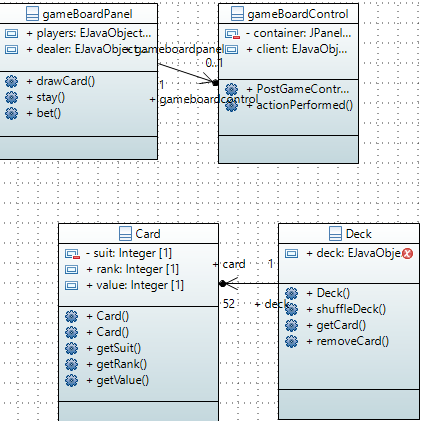 gameBoardPanel
+ players: EJavaObject...
+ dealer: EJavaObject...
+ drawCard()
+ stay()
+ bet()
+ gameboardpanel
0..1
1
+ gameboardcontrol
gameBoardControl
- container: JPanel...
+ client: EJavaObj...
+ PostGameContr...
+ actionPerformed()
Card
- suit: Integer [1]
+ rank: Integer [1]
+ value: Integer [1]
+ Card()
+ Card()
+ getSuit()
+ getRank()
+ getValue()
+ card
1
52
+ deck
Deck
+ deck: EJavaObje
+ Deck()
+ shuffleDeck()
+ getCard()
+ removeCard()